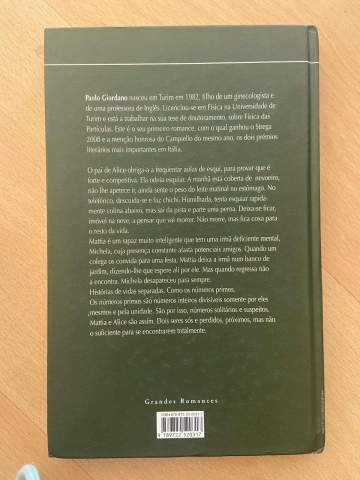 Paolo Giordano nasceu em Turim em 1982, filho de um ginecologista e
de uma professora de Inglês. Licenciou-se em Física na Universidade de
Turim e está a trabalhar na sua tese de doutoramento, sobre Física das
Partículas. Este é o seu primeiro romance, com o qual ganhou o Strega
2008 e a menção honrosa do Campiello do mesmo ano, os dois prémios
literários mais importantes em Itália.
O pai de Alice obriga-a a frequentar aulas de esqui, para provar que é
forte e competitiva. Ela odeia esquiar. A manhã está coberta de nevoeiro,
não lhe apetece ir, ainda sente o peso do leite matinal no estômago. No
teleférico, descuida-se e faz chichi. Humilhada, tenta esquiar rapida-
mente colina abaixo, mas sai da pista e parte uma perna. Deixa-se ficar,
imóvel na neve, a pensar que vai morrer. Não morre, mas fica coxa para
o resto da vida.
Mattia é um rapaz muito inteligente que tem uma irmã deficiente mental,
Michela, cuja presença constante afasta potenciais amigos. Quando um
colega os convida para uma festa, Mattia deixa a irmã num banco de
jardim, dizendo-lhe que espere ali por ele. Mas quando regressa não
a encontra. Michela desapareceu para sempre.
Histórias de vidas separadas. Como os números primos.
Os números primos são números inteiros divisíveis somente por eles
mesmos e pela unidade. São por isso, números solitários e suspeitos.
Mattia e Alice são assim. Dois seres sós e perdidos, próximos, mas não
o suficiente para se encontrarem totalmente.
Grandes Romances